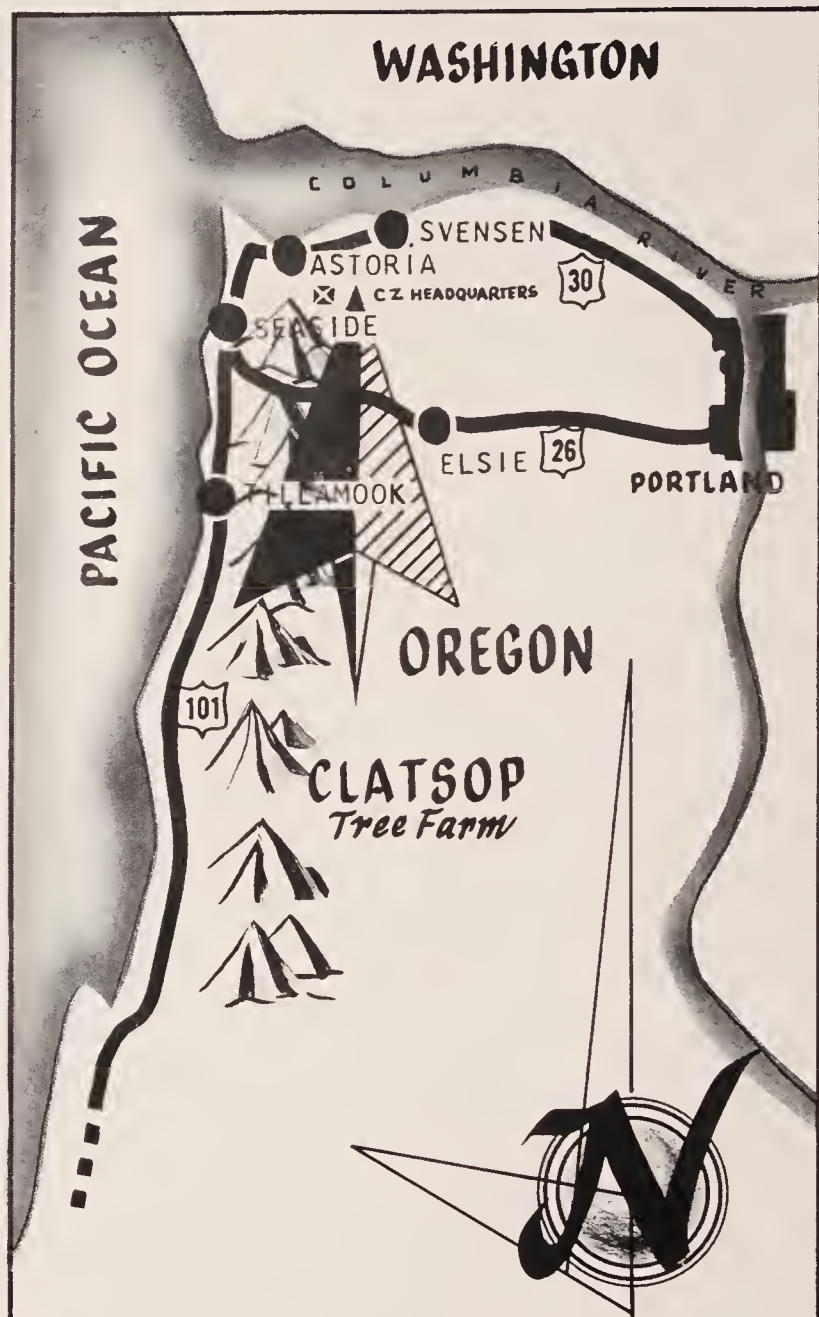 WASHINGTON
COLUMBIA RIVER
PACIFIC OCEAN
SVENSEN
ASTORIA
CZ HEADQUARTERS
30
SEASIDE
ELSIE
26
TILLAMOOK
PORTLAND
OREGON
101
CLATSOP
Tree Farm
N